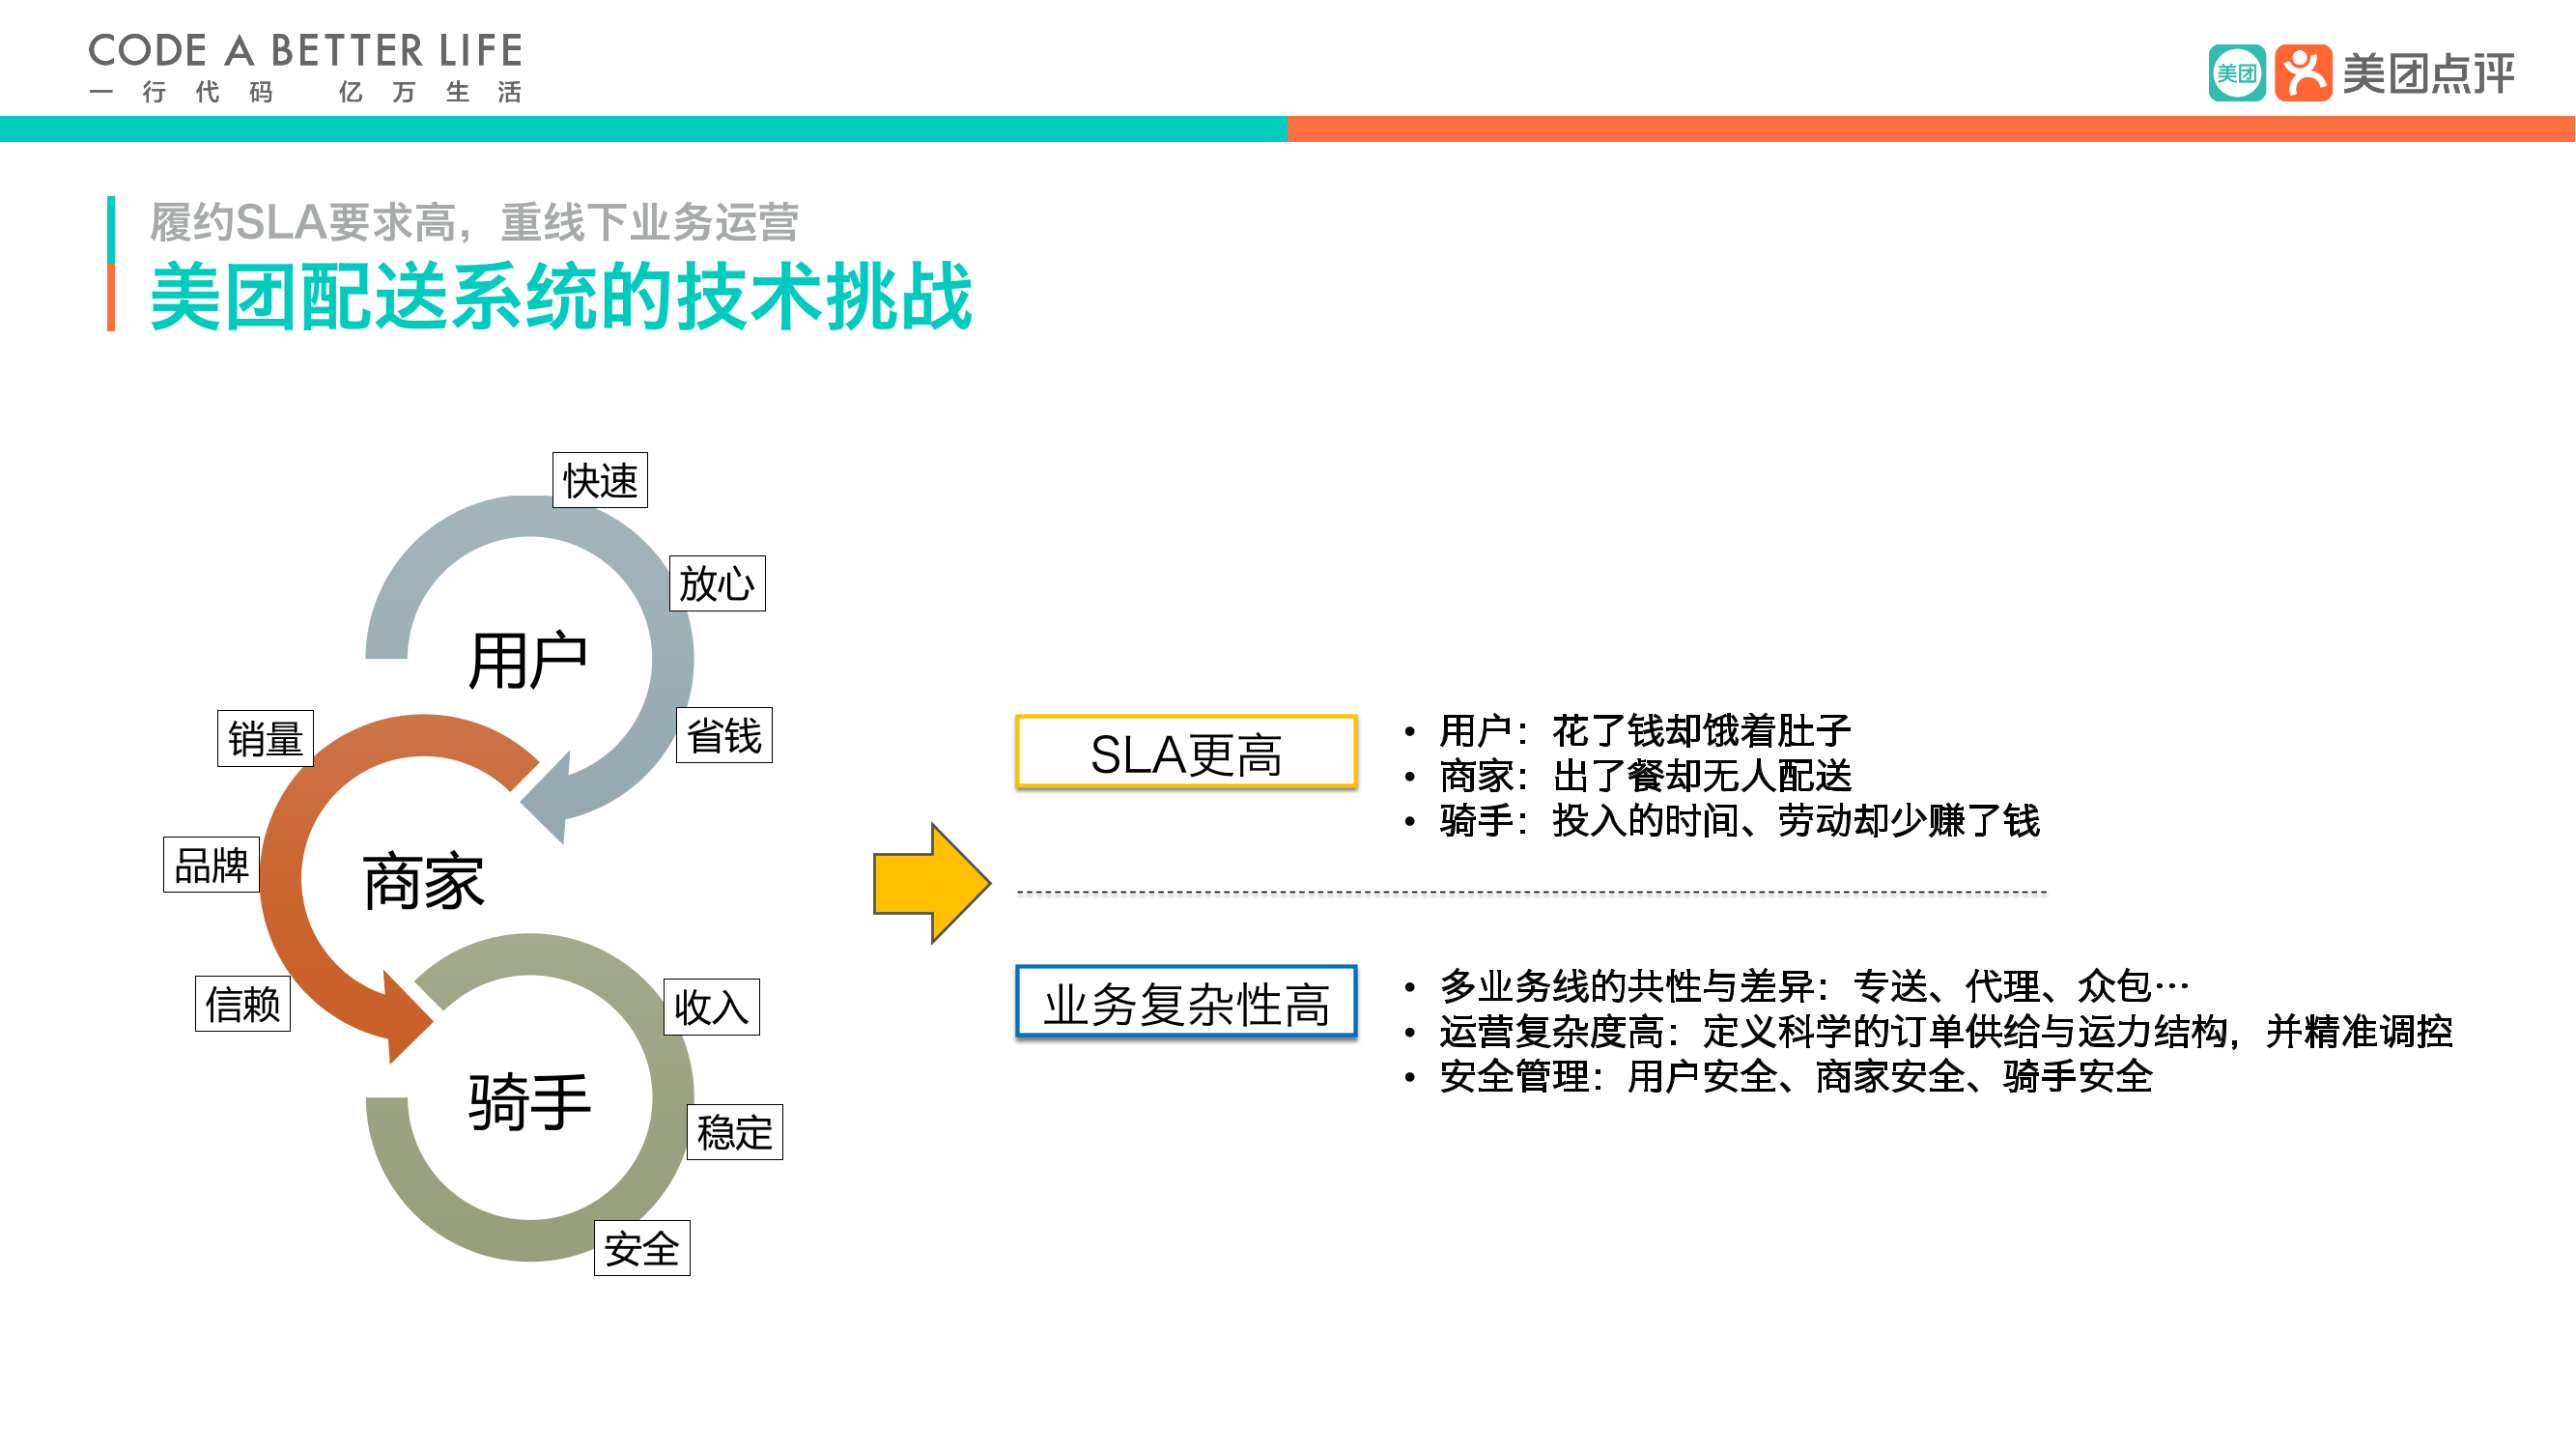 CODE A BETTER LIFE
一行代码 亿万生活
美团
美团点评
履约SLA要求高，重线下业务运营
美团配送系统的技术挑战
快速
放心
用户
省钱
销量
品牌
商家
信赖
收入
骑手
稳定
安全
SLA更高
• 用户：花了钱却饿着肚子
• 商家：出了餐却无人配送
• 骑手：投入的时间、劳动却少赚了钱
业务复杂性高
• 多业务线的共性与差异：专送、代理、众包…
• 运营复杂度高：定义科学的订单供给与运力结构，并精准调控
• 安全管理：用户安全、商家安全、骑手安全